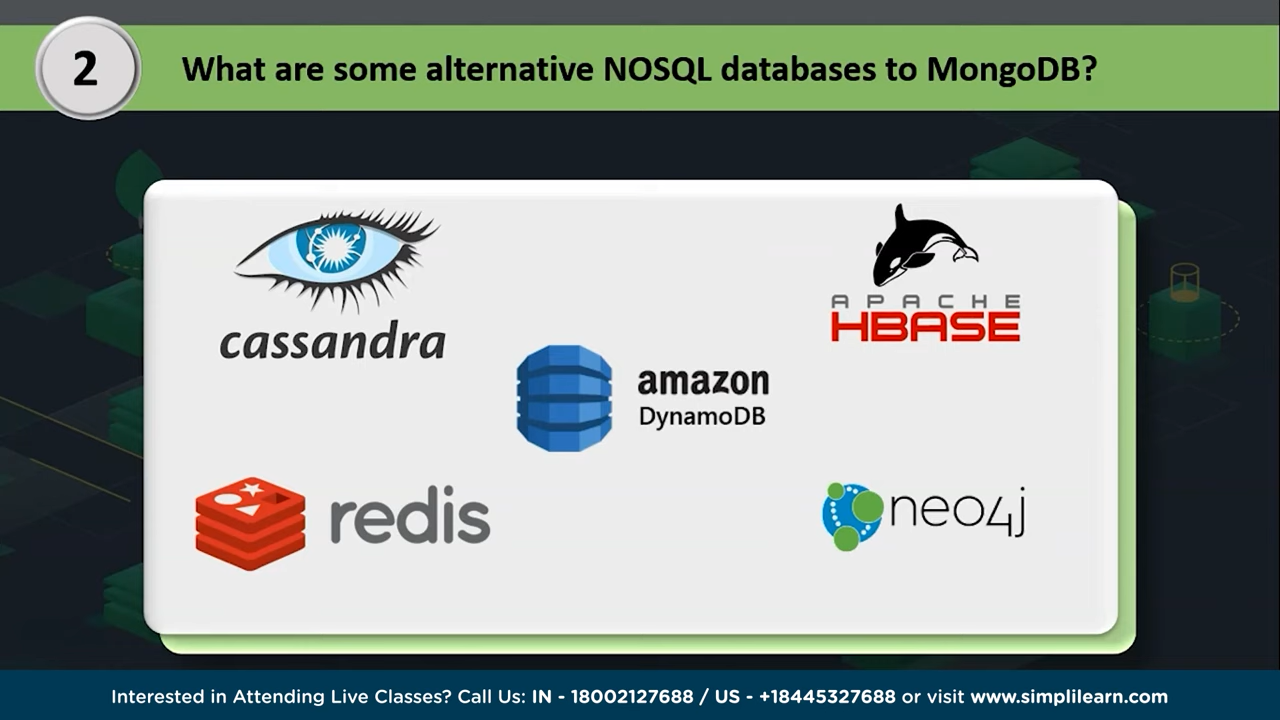 2
What are some alternative NOSQL databases to MongoDB?
cassandra
APACHE
HBASE
amazon
DynamoDB
redis
neo4j
Interested in Attending Live Classes? Call Us: IN - 18002127688 / US - +18445327688 or visit www.simplilearn.com